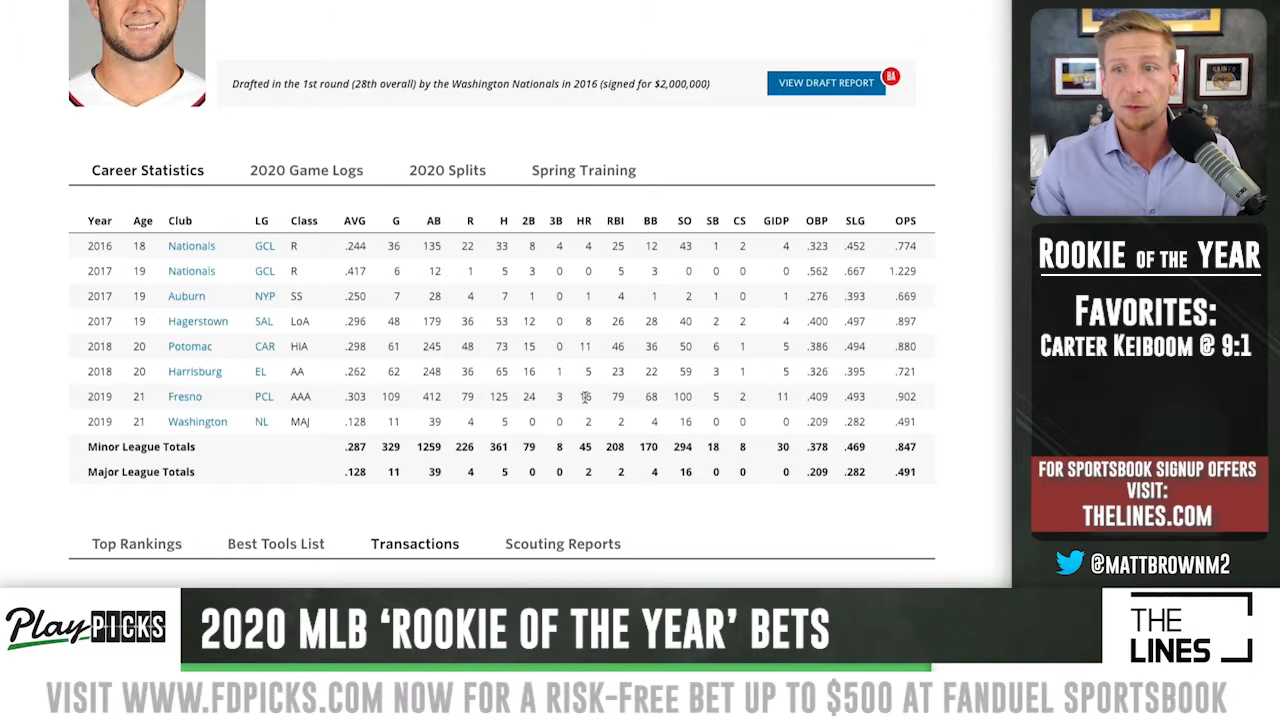 Drafted in the 1st round (28th overall) by the Washington Nationals in 2016 (signed for $2,000,000)
VIEW DRAFT REPORT
BA
Career Statistics 2020 Game Logs 2020 Splits Spring Training
Year Age Club LG Class AVG G AB R H 2B 3B HR RBI BB SO SB CS GIDP OBP SLG OPS
2016 18 Nationals GCL R .244 36 135 22 33 8 4 4 25 12 43 1 2 4 .323 .452 .774
2017 19 Nationals GCL R .417 6 12 1 5 3 0 0 5 3 0 0 0 0 .562 .667 1.229
2017 19 Auburn NYP SS .250 7 28 4 7 1 0 1 4 1 2 1 0 1 .276 .393 .669
2017 19 Hagerstown SAL LoA .296 48 179 36 53 12 0 8 26 28 40 2 2 4 .400 .497 .897
2018 20 Potomac CAR HiA .298 61 245 48 73 15 0 11 46 36 50 6 1 5 .386 .494 .880
2018 20 Harrisburg EL AA .262 62 248 36 65 16 1 5 23 22 59 3 1 5 .326 .395 .721
2019 21 Fresno PCL AAA .303 109 412 79 125 24 3 79 68 100 5 2 11 .409 .493 .902
2019 21 Washington NL MAJ .128 11 39 4 5 0 0 2 2 4 16 0 0 0 .209 .282 .491
Minor League Totals .287 329 1259 226 361 79 8 45 208 170 294 18 8 30 .378 .469 .847
Major League Totals .128 11 39 4 5 0 0 2 2 4 16 0 0 0 .209 .282 .491
Top Rankings Best Tools List Transactions Scouting Reports
ROOKIE OF THE YEAR
FAVORITES:
CARTER KEIBOOM @ 9:1
FOR SPORTSBOOK SIGNUP OFFERS
VISIT:
THELINES.COM
@MATTBROWNM2
Play PICKS
2020 MLB ‘ROOKIE OF THE YEAR’ BETS
THE
LINES
VISIT WWW.FDPICKS.COM NOW FOR A RISK-FREE BET UP TO $500 AT FANDUEL SPORTSBOOK